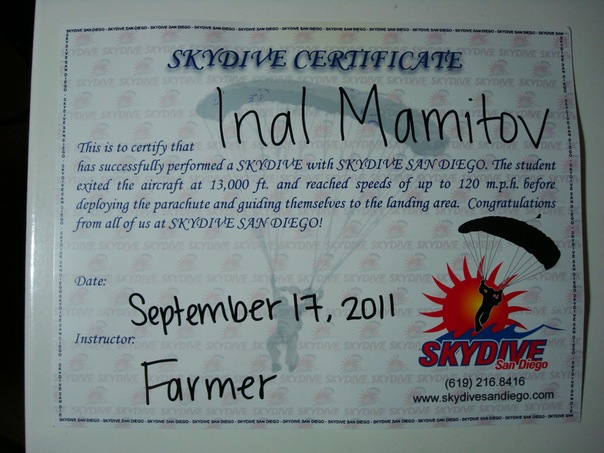 SKYDIVE CERTIFICATE
This is to certify that Inal Mamitov
has successfully performed a SKYDIVE with SKYDIVE SAN DIEGO. The student
exited the aircraft at 13,000 ft. and reached speeds of up to 120 m.p.h. before
deploying the parachute and guiding themselves to the landing area. Congratulations
from all of us at SKYDIVE SAN DIEGO!
Date:
September 17, 2011
Instructor:
Farmer
SKYDIVE
San Diego
(619) 216.8416
www.skydivesandiego.com